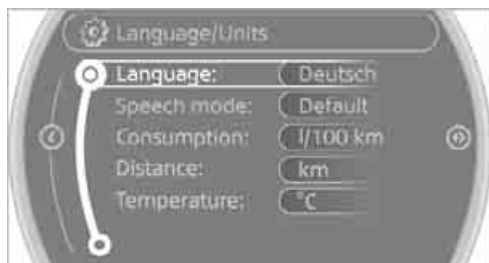 Language/Units
Language: Deutsch
Speech mode: Default
Consumption: l/100 km
Distance: km
Temperature: °C